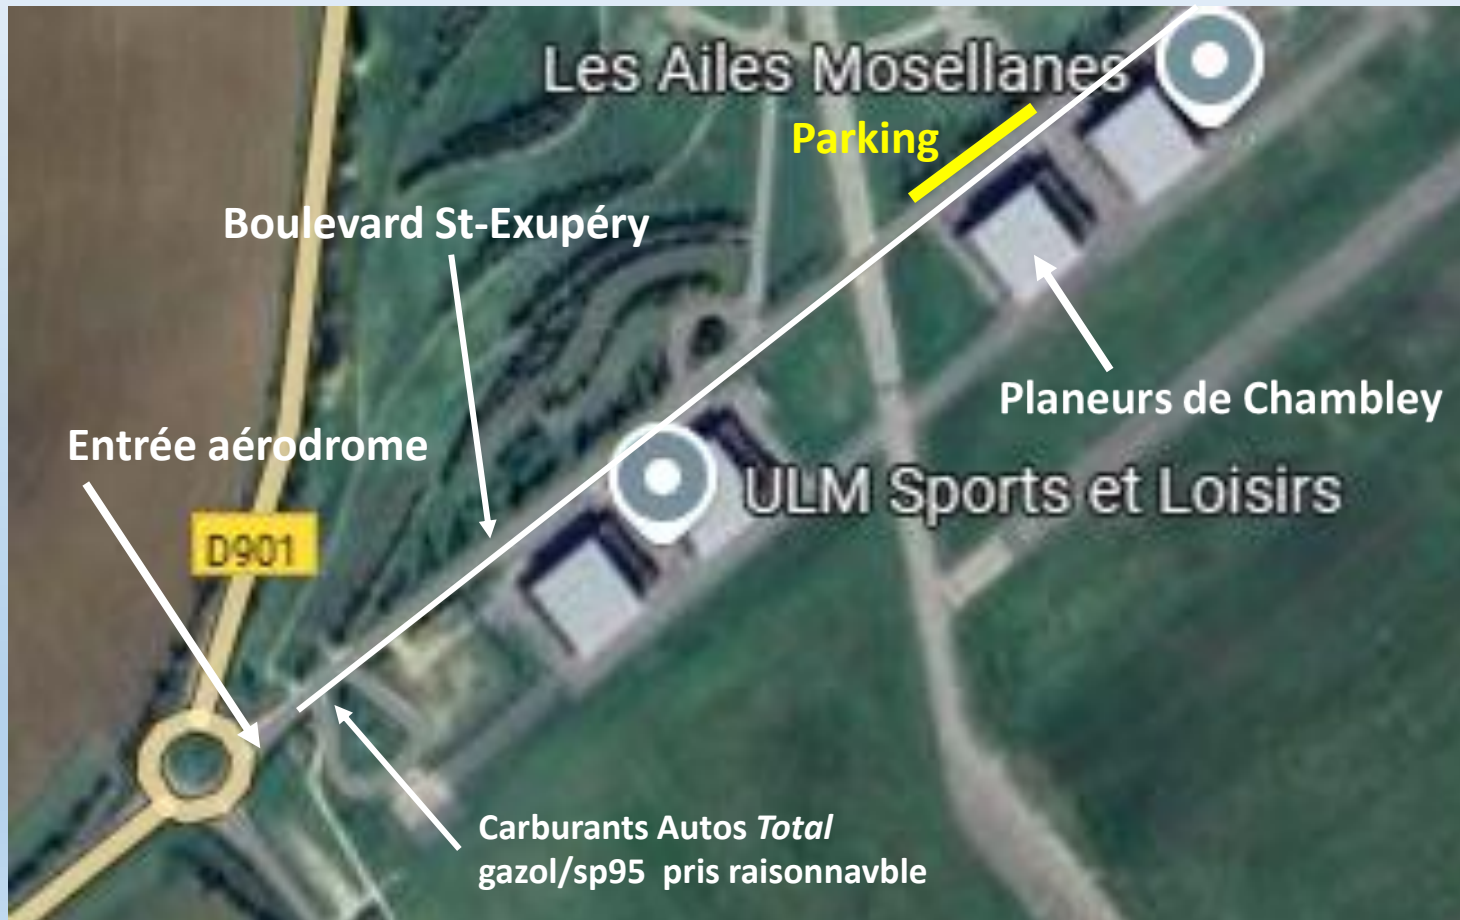 Les Ailes Mosellanes
Parking
Boulevard St-Exupéry
Planeurs de Chambley
Entrée aérodrome
ULM Sports et Loisirs
D901
Carburants Autos Total
gazol/sp95 pris raisonnavble